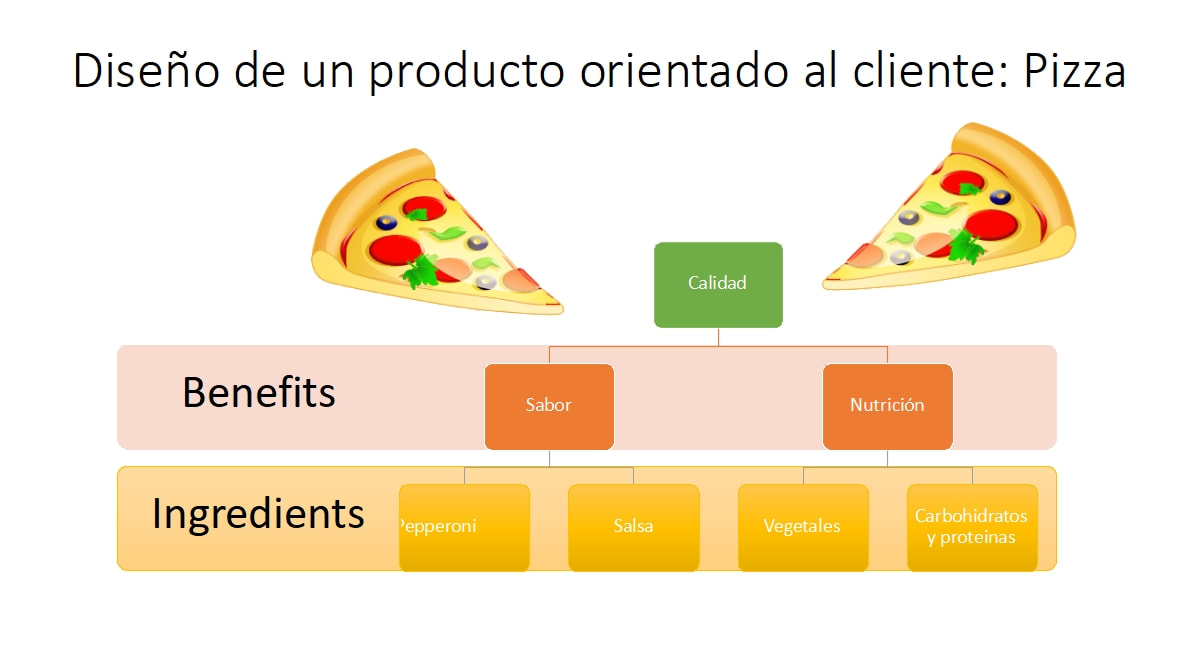 Diseño de un producto orientado al cliente: Pizza
Calidad
Benefits
Sabor
Nutrición
Ingredients
Pepperoni
Salsa
Vegetales
Carbohidratos
y proteinas